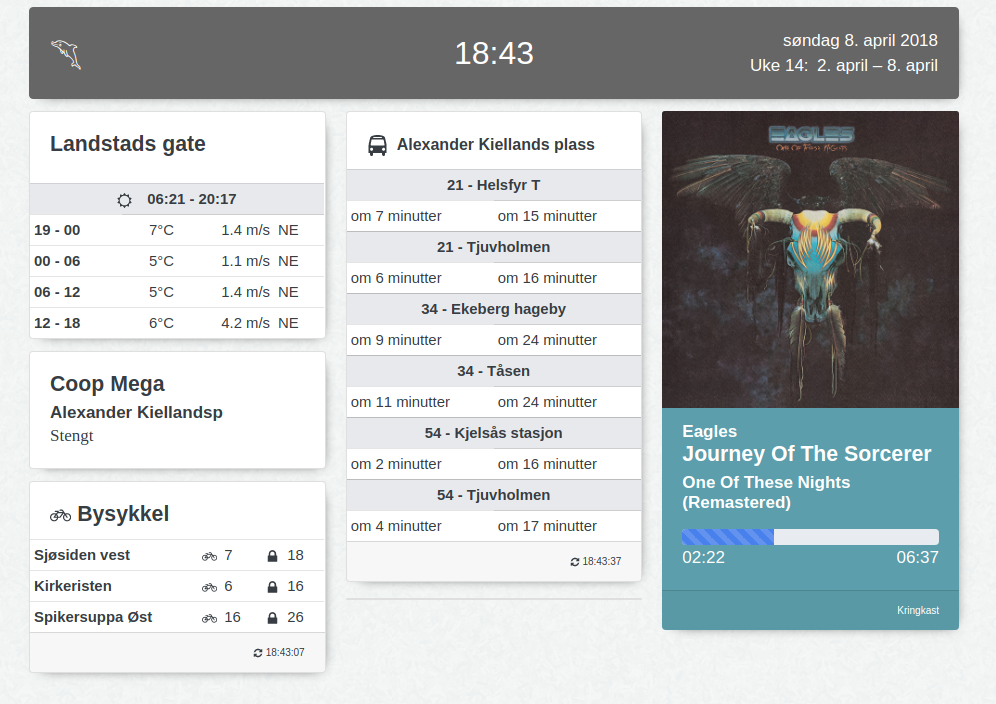 18:43
søndag 8. april 2018
Uke 14: 2. april – 8. april
Landstads gate
06:21 - 20:17
19 - 00 7°C 1.4 m/s NE
00 - 06 5°C 1.1 m/s NE
06 - 12 5°C 1.4 m/s NE
12 - 18 6°C 4.2 m/s NE
Coop Mega
Alexander Kiellandsp
Stengt
Bysykkel
Sjøsiden vest 7 18
Kirkeristen 6 16
Spikersuppa Øst 16 26
18:43:07
Alexander Kiellands plass
21 - Helsfyr T
om 7 minutter om 15 minutter
21 - Tjuvholmen
om 6 minutter om 16 minutter
34 - Ekeberg hageby
om 9 minutter om 24 minutter
34 - Tåsen
om 11 minutter om 24 minutter
54 - Kjelsås stasjon
om 2 minutter om 16 minutter
54 - Tjuvholmen
om 4 minutter om 17 minutter
18:43:37
EAGLES
ONE OF THESE NIGHTS
Eagles
Journey Of The Sorcerer
One Of These Nights
(Remastered)
02:22 06:37
Kringkast